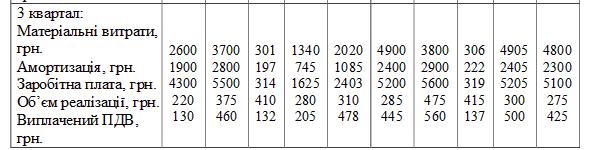 3 квартал:
Матеріальні витрати,
грн. 2600 3700 301 1340 2020 4900 3800 306 4905 4800
Амортизація, грн. 1900 2800 197 745 1085 2400 2900 222 2405 2300
Заробітна плата, грн. 4300 5500 314 1625 2403 5200 5600 319 5205 5100
Об’єм реалізації, грн. 220 375 410 280 310 285 475 415 300 275
Виплачений ПДВ, 130 460 132 205 478 445 560 137 500 425
грн.